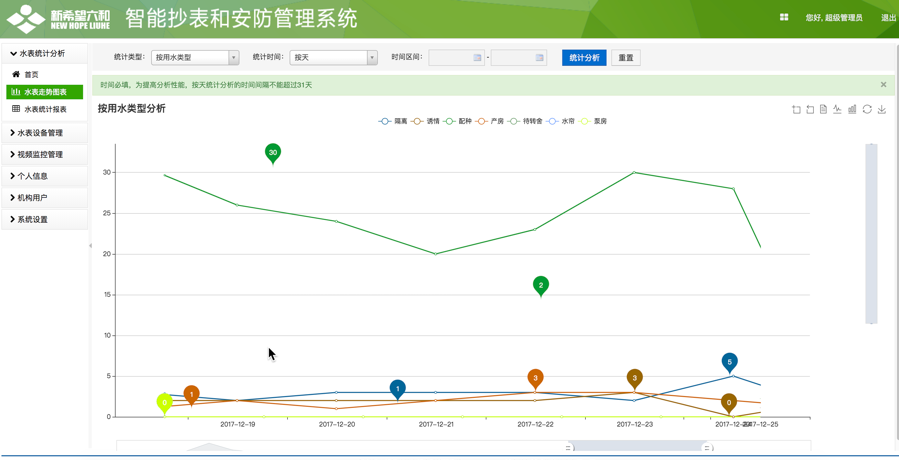 新希望六和
NEW HOPE LIUHE
智能抄表和安防管理系统
您好, 超级管理员
退出
水表统计分析
首页
水表走势图表
水表统计报表
水表设备管理
视频监控管理
个人信息
机构用户
系统设置
统计类型： 按用水类型 统计时间： 按天 时间区间： - 统计分析 重置
时间必填，为提高分析性能，按天统计分析的时间间隔不能超过31天 ×
按用水类型分析
隔离 诱情 配种 产房 待转舍 水帘 泵房
30
30
25
20
2
15
10
5
5
3
3
1
1
0
0
0
2017-12-19 2017-12-20 2017-12-21 2017-12-22 2017-12-23 2017-12-25